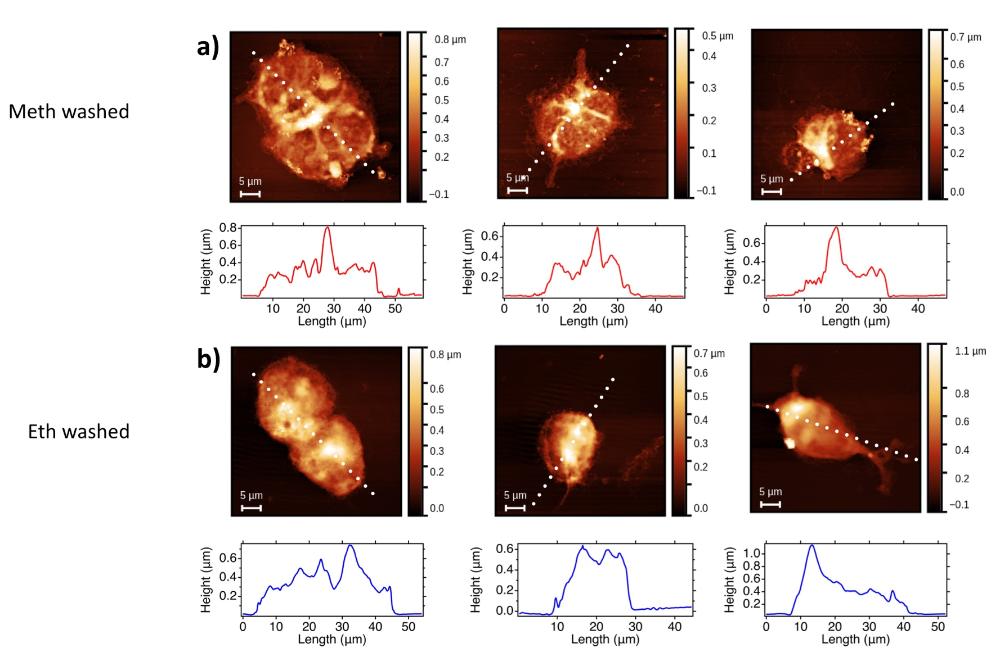 a)
Meth washed
0.8 µm
0.7
0.6
0.5
0.4
0.3
0.2
−0.1
5 µm
0.5 µm
0.4
0.3
0.2
0.1
−0.1
5 µm
0.7 µm
0.6
0.5
0.4
0.3
0.2
0.0
5 µm
Height (µm)
0.8
0.6
0.4
0.2
10 20 30 40 50
Length (µm)
Height (µm)
0.6
0.4
0.2
0 10 20 30 40
Length (µm)
Height (µm)
0.6
0.4
0.2
0 10 20 30 40
Length (µm)
b)
Eth washed
0.8 µm
0.6
0.5
0.4
0.3
0.2
0.0
5 µm
0.7 µm
0.6
0.5
0.4
0.3
0.2
0.0
5 µm
1.1 µm
0.8
0.6
0.4
0.2
−0.1
5 µm
Height (µm)
0.6
0.4
0.2
0 10 20 30 40 50
Length (µm)
Height (µm)
0.6
0.4
0.2
0.0
10 20 30 40
Length (µm)
Height (µm)
1.0
0.8
0.6
0.4
0.2
0 10 20 30 40 50
Length (µm)